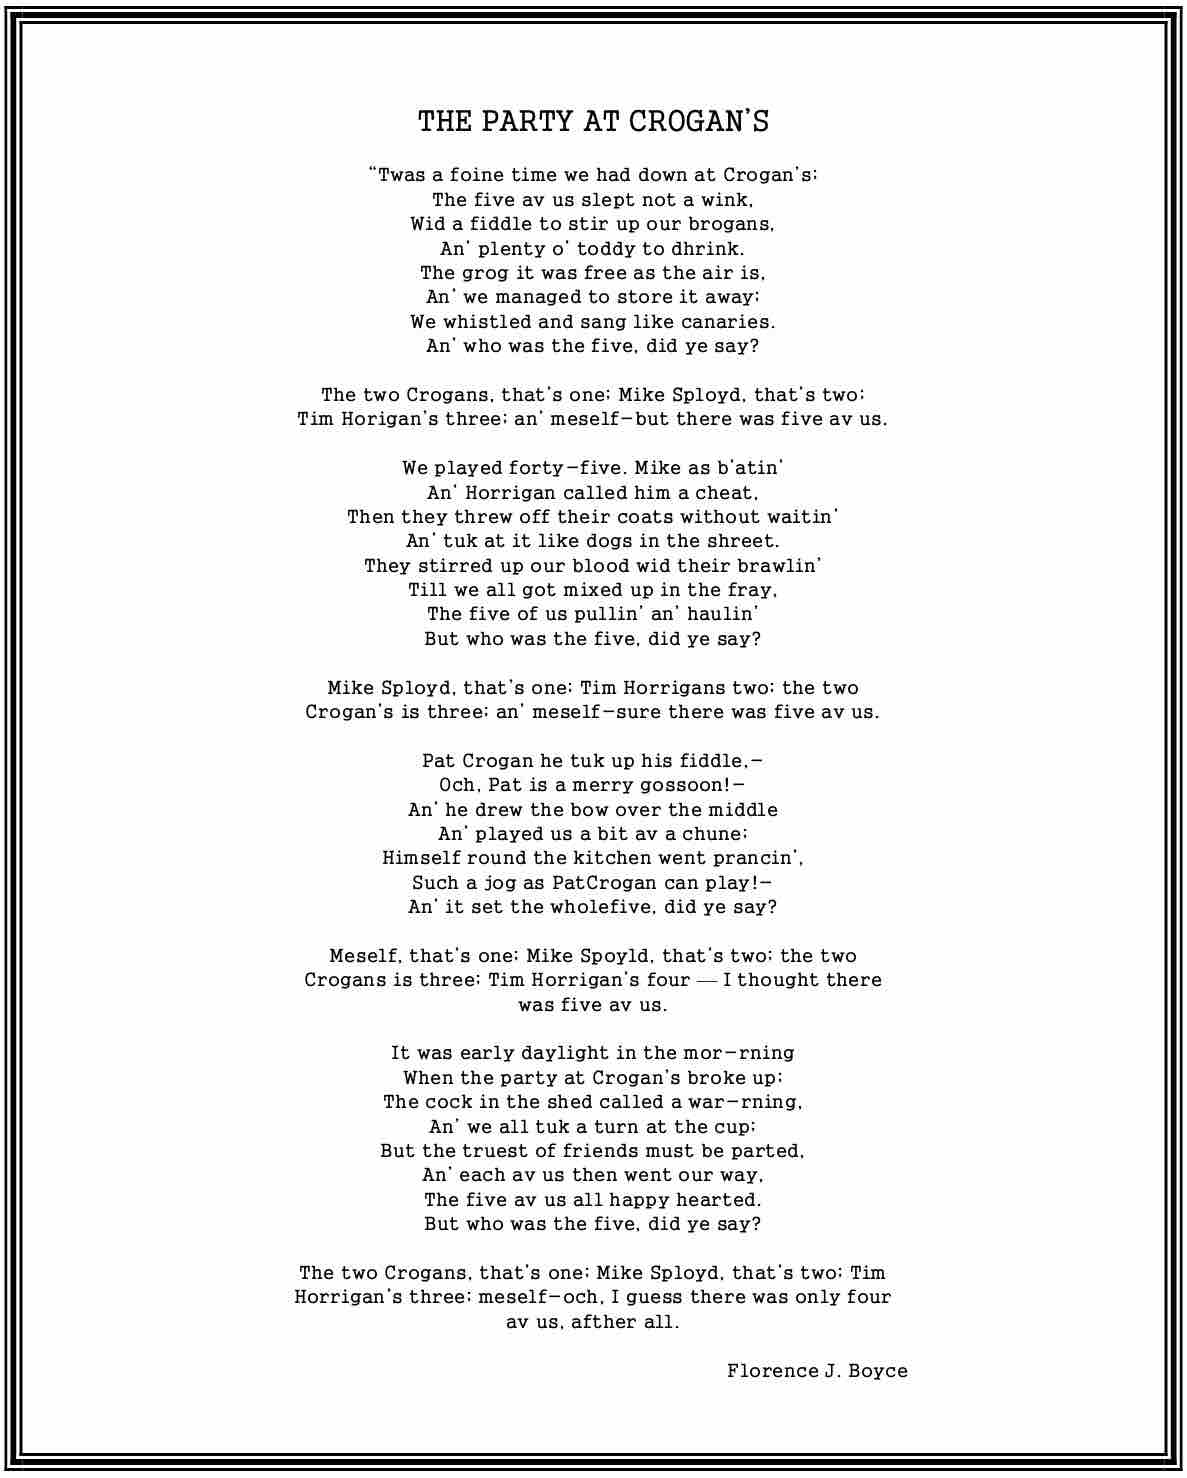 THE PARTY AT CROGAN'S
“Twas a foine time we had down at Crogan's;
The five av us slept not a wink,
Wid a fiddle to stir up our brogans,
An' plenty o' toddy to dhrink.
The grog it was free as the air is,
An' we managed to store it away;
We whistled and sang like canaries.
An' who was the five, did ye say?
The two Crogans, that's one; Mike Sployd, that's two;
Tim Horigan's three; an' meself-but there was five av us.
We played forty-five. Mike as b'atin'
An' Horrigan called him a cheat,
Then they threw off their coats without waitin'
An' tuk at it like dogs in the shreet.
They stirred up our blood wid their brawlin'
Till we all got mixed up in the fray,
The five of us pullin' an' haulin'
But who was the five, did ye say?
Mike Sployd, that's one; Tim Horrigans two; the two
Crogan's is three; an' meself-sure there was five av us.
Pat Crogan he tuk up his fiddle,-
Och, Pat is a merry gossoon!-
An' he drew the bow over the middle
An' played us a bit av a chune;
Himself round the kitchen went prancin',
Such a jog as PatCrogan can play!-
An' it set the wholefive, did ye say?
Meself, that's one; Mike Spoyld, that's two; the two
Crogans is three; Tim Horrigan's four — I thought there
was five av us.
It was early daylight in the mor-rning
When the party at Crogan's broke up;
The cock in the shed called a war-rning,
An' we all tuk a turn at the cup;
But the truest of friends must be parted,
An' each av us then went our way,
The five av us all happy hearted.
But who was the five, did ye say?
The two Crogans, that's one; Mike Sployd, that's two; Tim
Horrigan's three; meself-och, I guess there was only four
av us, afther all.
Florence J. Boyce